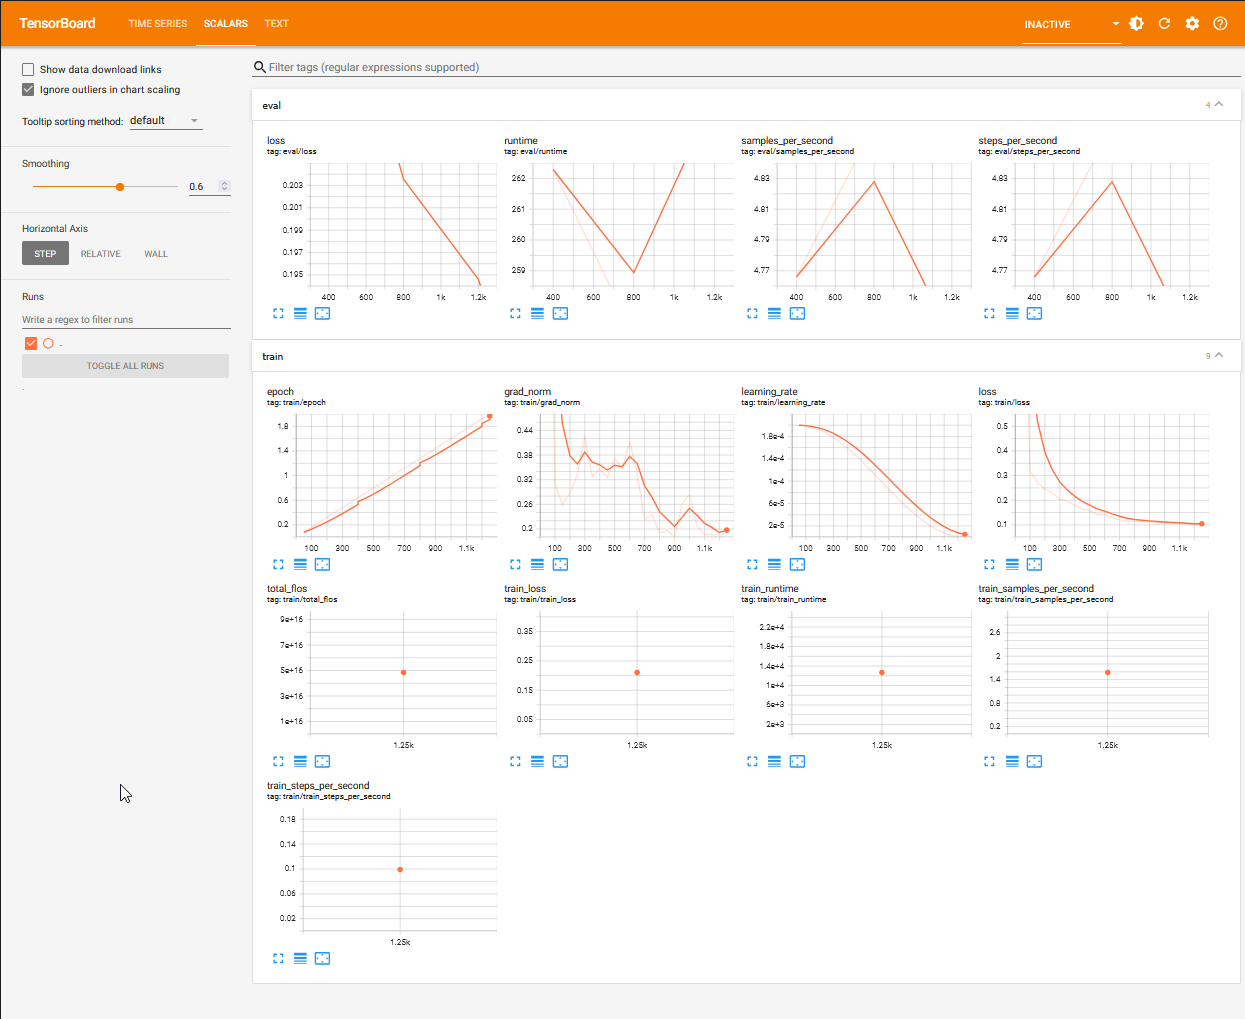 TensorBoard TIME SERIES SCALARS TEXT INACTIVE
Show data download links
Ignore outliers in chart scaling
Tooltip sorting method: default
Smoothing
0.6
Horizontal Axis
STEP RELATIVE WALL
Runs
Write a regex to filter runs
.
TOGGLE ALL RUNS
.
Filter tags (regular expressions supported)
eval 4
loss
tag: eval/loss
0.203
0.201
0.199
0.197
0.195
400 600 800 1k 1.2k
runtime
tag: eval/runtime
262
261
260
259
400 600 800 1k 1.2k
samples_per_second
tag: eval/samples_per_second
4.83
4.81
4.79
4.77
400 600 800 1k 1.2k
steps_per_second
tag: eval/steps_per_second
4.83
4.81
4.79
4.77
400 600 800 1k 1.2k
train 9
epoch
tag: train/epoch
1.8
1.4
1
0.6
0.2
100 300 500 700 900 1.1k
grad_norm
tag: train/grad_norm
0.44
0.38
0.32
0.26
0.2
100 300 500 700 900 1.1k
learning_rate
tag: train/learning_rate
1.8e-4
1.4e-4
1e-4
6e-5
2e-5
100 300 500 700 900 1.1k
loss
tag: train/loss
0.5
0.4
0.3
0.2
0.1
100 300 500 700 900 1.1k
total_flos
tag: train/total_flos
9e+16
7e+16
5e+16
3e+16
1e+16
1.25k
train_loss
tag: train/train_loss
0.35
0.25
0.15
0.05
1.25k
train_runtime
tag: train/train_runtime
2.2e+4
1.8e+4
1.4e+4
1e+4
6e+3
2e+3
1.25k
train_samples_per_second
tag: train/train_samples_per_second
2.6
2
1.4
0.8
0.2
1.25k
train_steps_per_second
tag: train/train_steps_per_second
0.18
0.14
0.1
0.06
0.02
1.25k